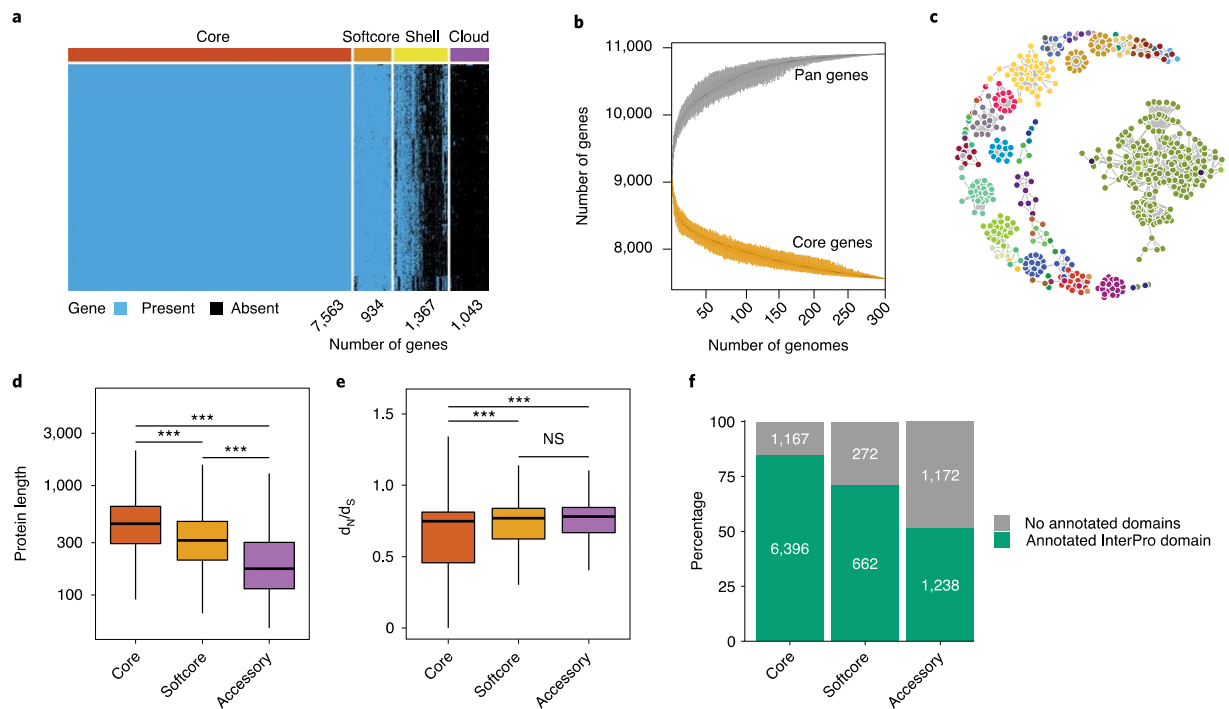 a
Core Softcore Shell Cloud
Gene Present Absent
7,563 934 1,367 1,043
Number of genes
b
11,000
10,000
9,000
8,000
Number of genes
Pan genes
Core genes
50 100 150 200 250 300
Number of genomes
c
d
3,000
1,000
300
100
Protein length
***
***
***
Core Softcore Accessory
e
1.5
1.0
0.5
0
dN/dS
***
***
NS
Core Softcore Accessory
f
100
75
50
25
0
Percentage
1,167 272 1,172
6,396 662 1,238
Core Softcore Accessory
No annotated domains
Annotated InterPro domain